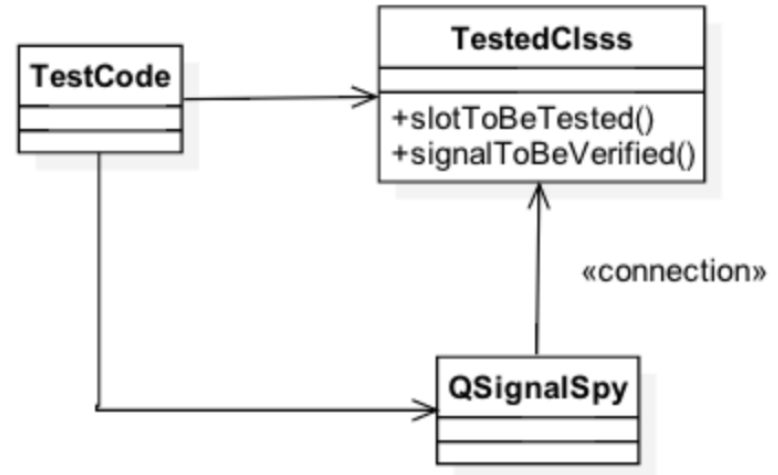 TestedClsss
TestCode
+slotToBeTested()
+signalToBeVerified()
«connection»
QSignalSpy